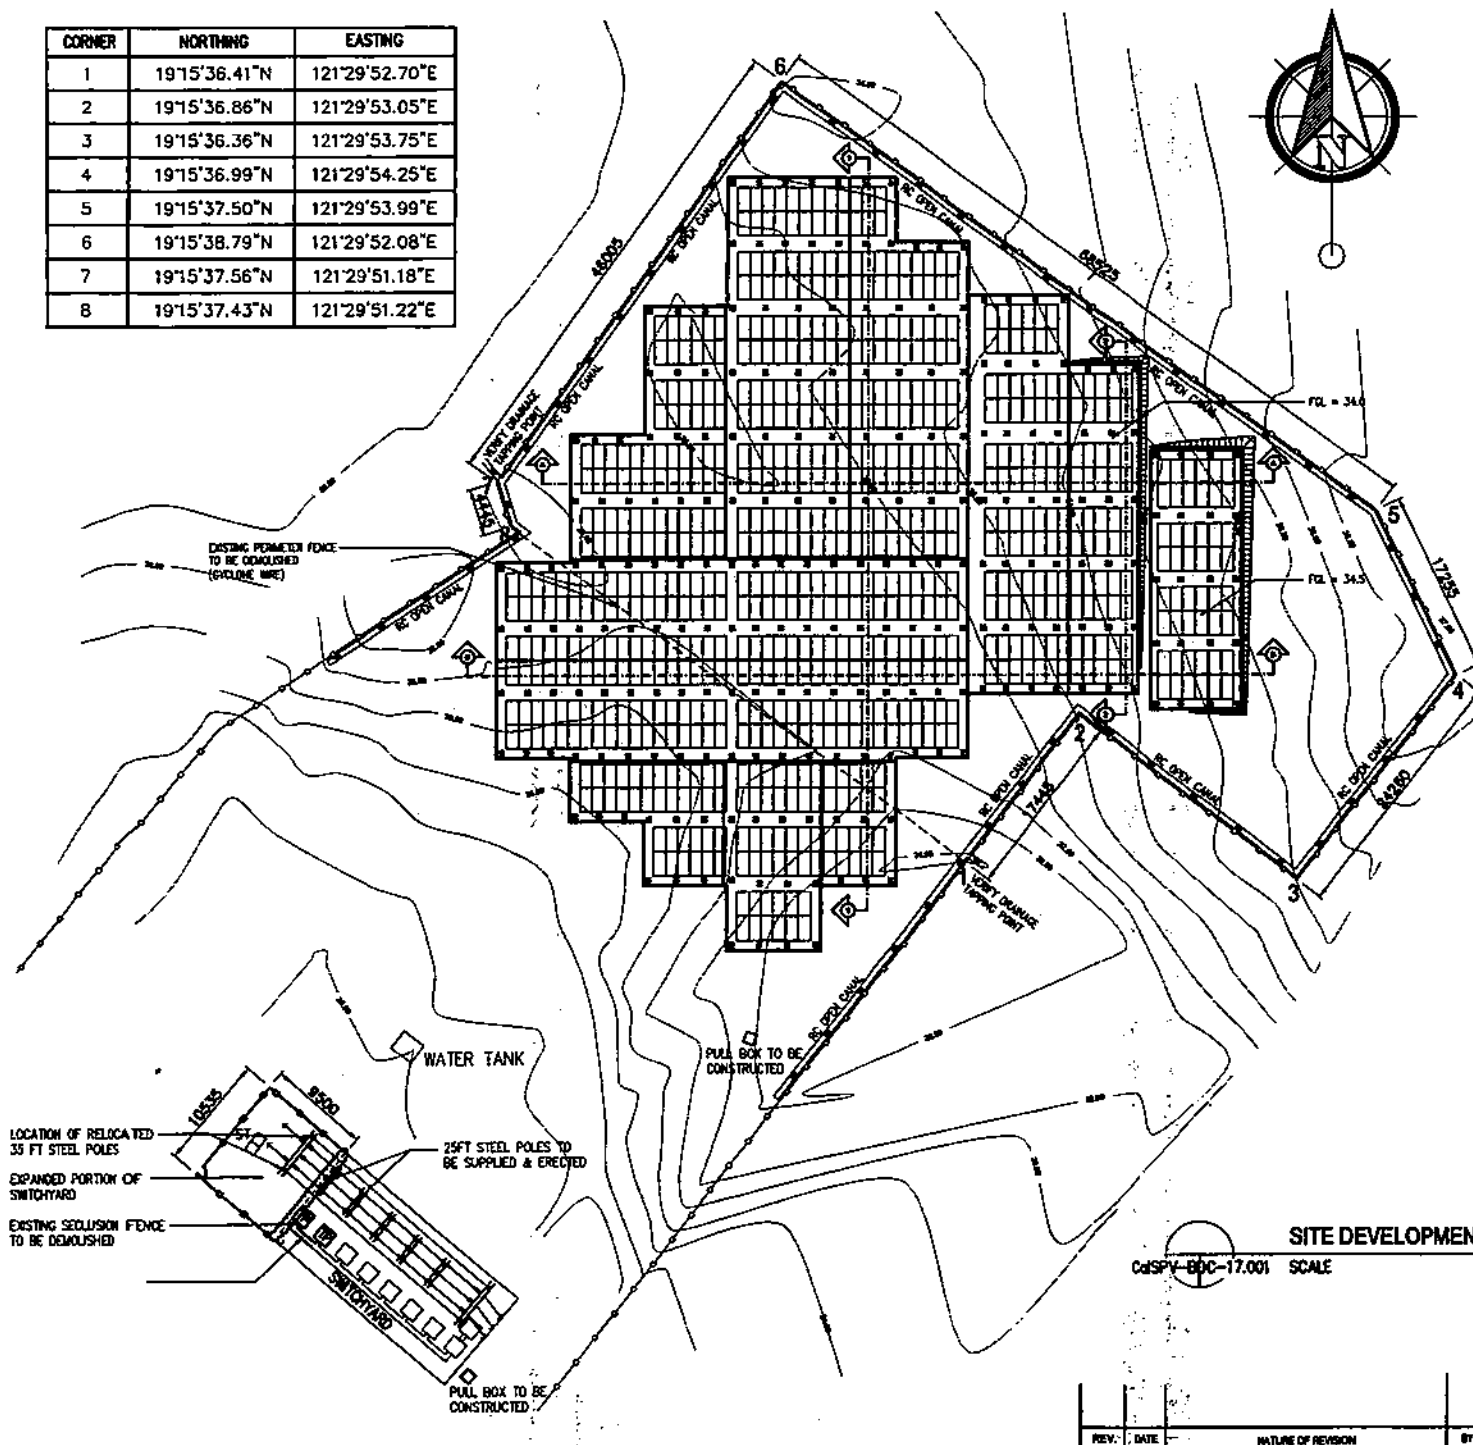 CORNER NORTHING EASTING
1 19°15'36.41"N 121°29'52.70"E
2 19°15'36.86"N 121°29'53.05"E
3 19°15'36.36"N 121°29'53.75"E
4 19°15'36.99"N 121°29'54.25"E
5 19°15'37.50"N 121°29'53.99"E
6 19°15'38.79"N 121°29'52.08"E
7 19°15'37.56"N 121°29'51.18"E
8 19°15'37.43"N 121°29'51.22"E
N
6
46005
68525
RC OPEN CANAL
RC OPEN CANAL
RC OPEN CANAL
RC OPEN CANAL
VERIFY DRAINAGE
TAPPING POINT
4445
FGL = 34.0
FGL = 34.5
5
17255
4
EXISTING PERIMETER FENCE
TO BE DEMOLISHED
(CYCLONE WIRE)
RC OPEN CANAL
2
RC OPEN CANAL
17445
RC OPEN CANAL
RC OPEN CANAL
24260
3
VERIFY DRAINAGE
TAPPING POINT
RC OPEN CANAL
PULL BOX TO BE
CONSTRUCTED
WATER TANK
10535
9500
LOCATION OF RELOCATED
35 FT STEEL POLES
25FT STEEL POLES TO
BE SUPPLIED & ERECTED
EXPANDED PORTION OF
SWITCHYARD
EXISTING SECLUSION FENCE
TO BE DEMOLISHED
SWITCHYARD
PULL BOX TO BE
CONSTRUCTED
SITE DEVELOPMEN
CalSPV-BDC-17.001 SCALE
REV. DATE NATURE OF REVISION BY